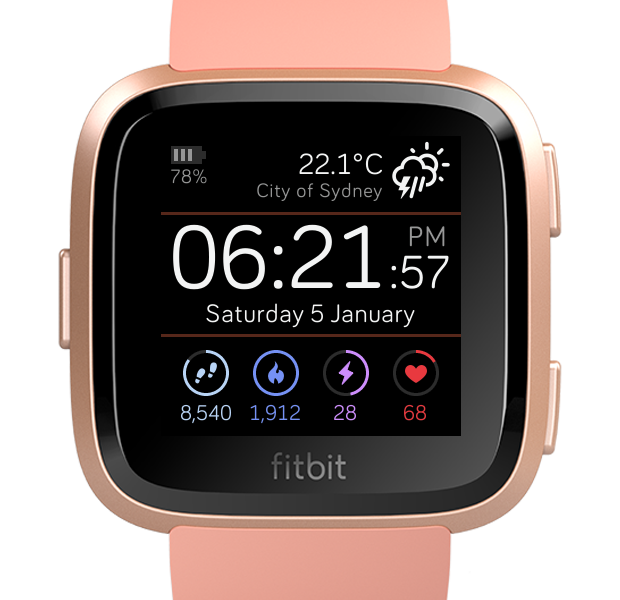 22.1°C
78%
City of Sydney
06:21:57 PM
Saturday 5 January
8,540 1,912 28 68
fitbit